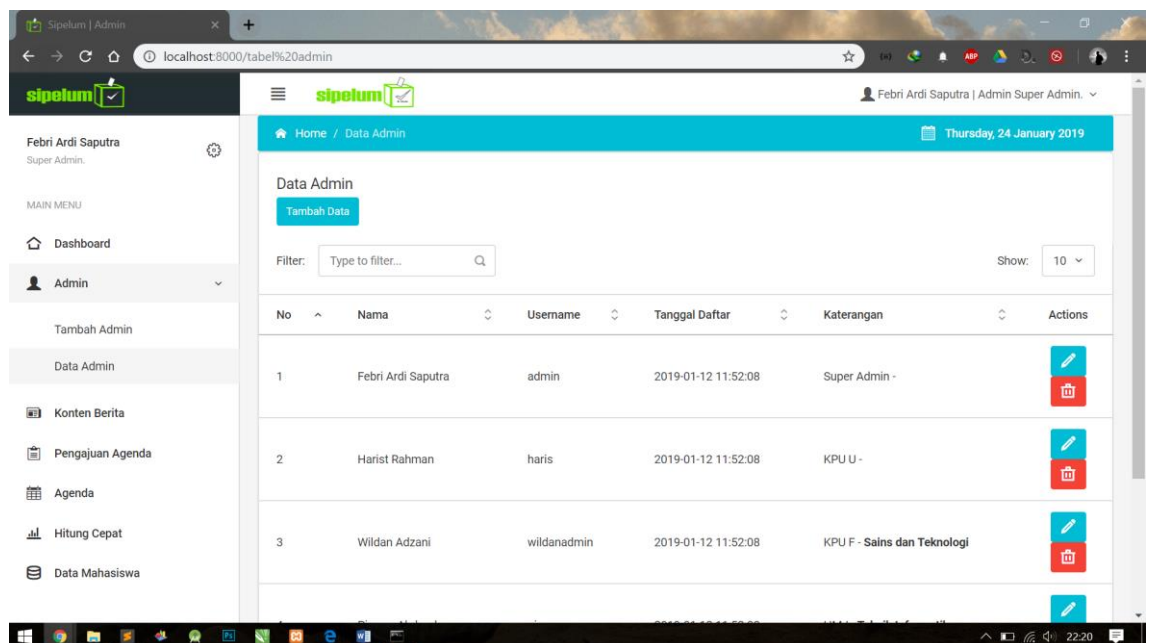 Sipelum | Admin
localhost:8000/tabel%20admin
ABP
sipelum
sipelum
Febri Ardi Saputra | Admin Super Admin.
Febri Ardi Saputra
Super Admin.
Home / Data Admin
Thursday, 24 January 2019
MAIN MENU
Dashboard
Admin
Tambah Admin
Data Admin
Konten Berita
Pengajuan Agenda
Agenda
Hitung Cepat
Data Mahasiswa
Data Admin
Tambah Data
Filter: Type to filter... Show: 10
No Nama Username Tanggal Daftar Katerangan Actions
1 Febri Ardi Saputra admin 2019-01-12 11:52:08 Super Admin -
2 Harist Rahman haris 2019-01-12 11:52:08 KPU U -
3 Wildan Adzani wildanadmin 2019-01-12 11:52:08 KPU F - Sains dan Teknologi
22:20